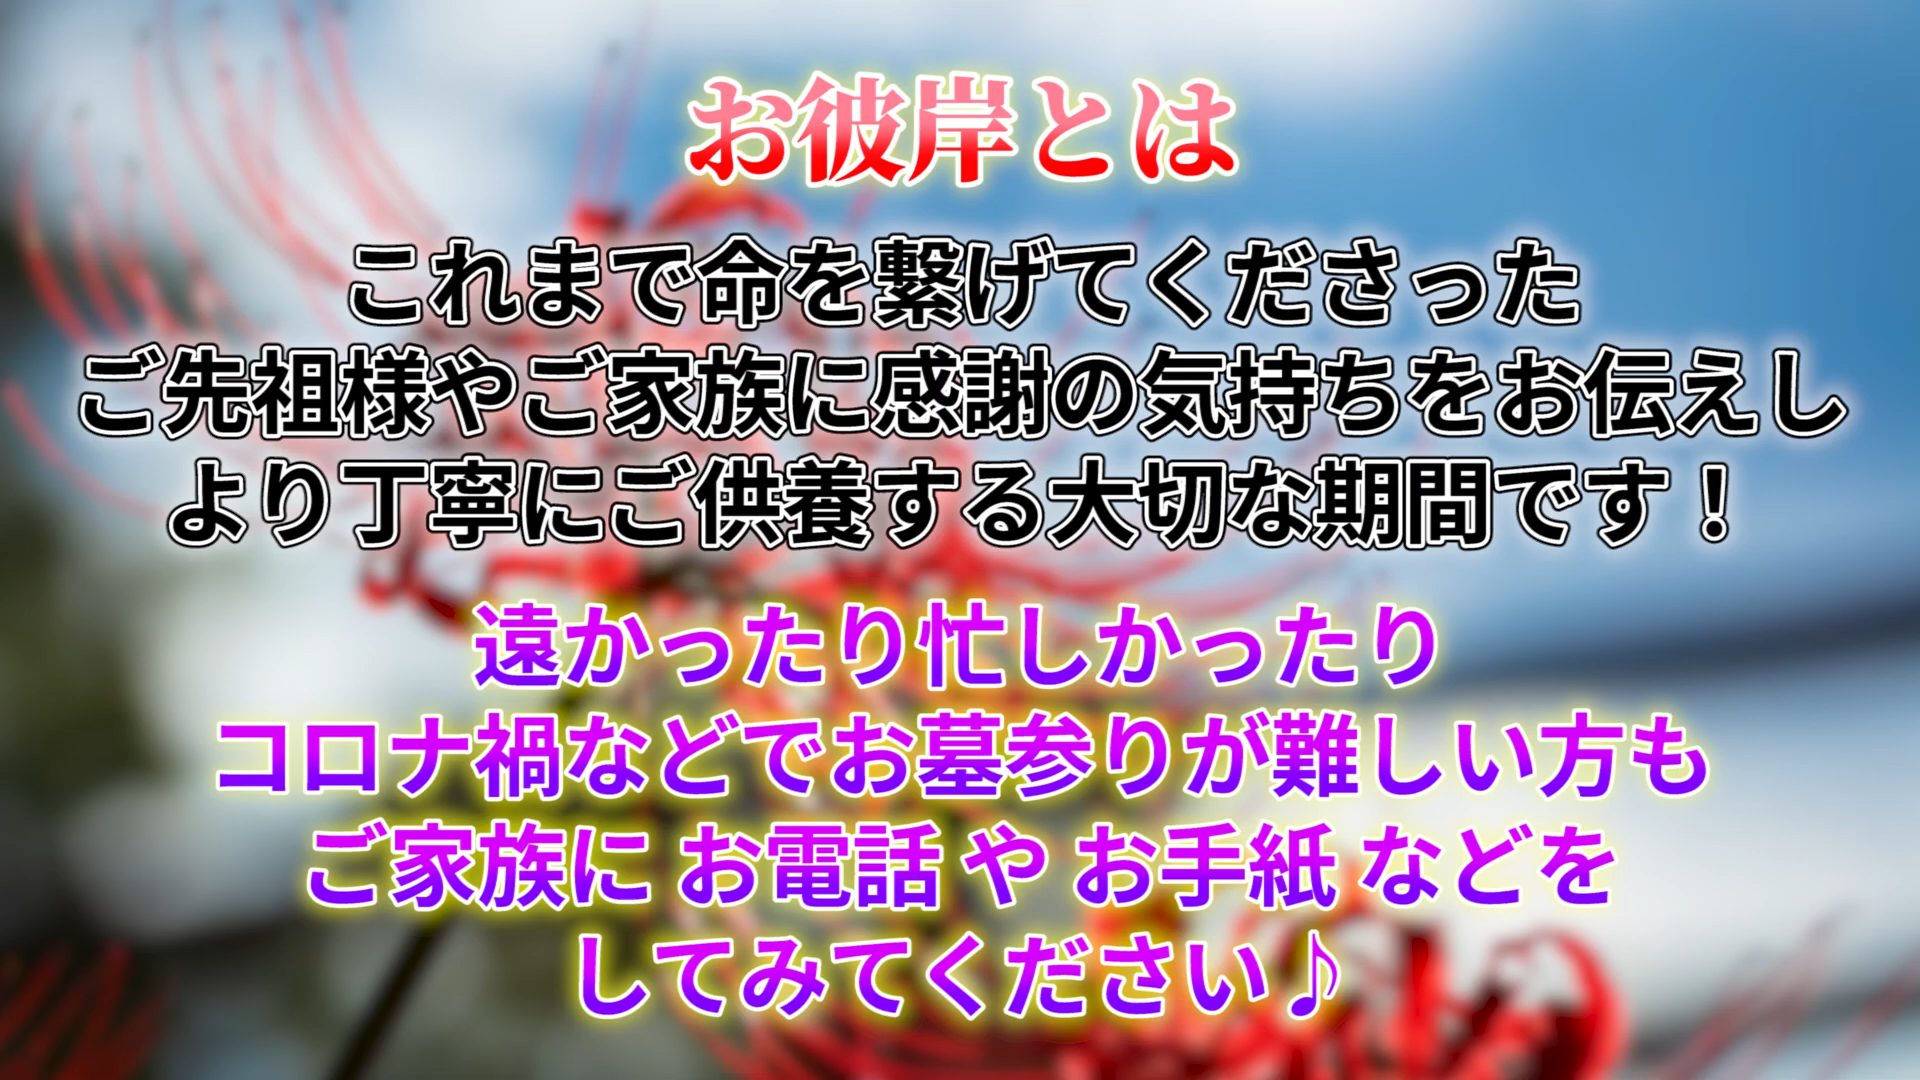 お彼岸とは
これまで命を繋げてくださった
ご先祖様やご家族に感謝の気持ちをお伝えし
より丁寧にご供養する大切な期間です！
遠かったり忙しかったり
コロナ禍などでお墓参りが難しい方も
ご家族に お電話 や お手紙 などを
してみてください♪